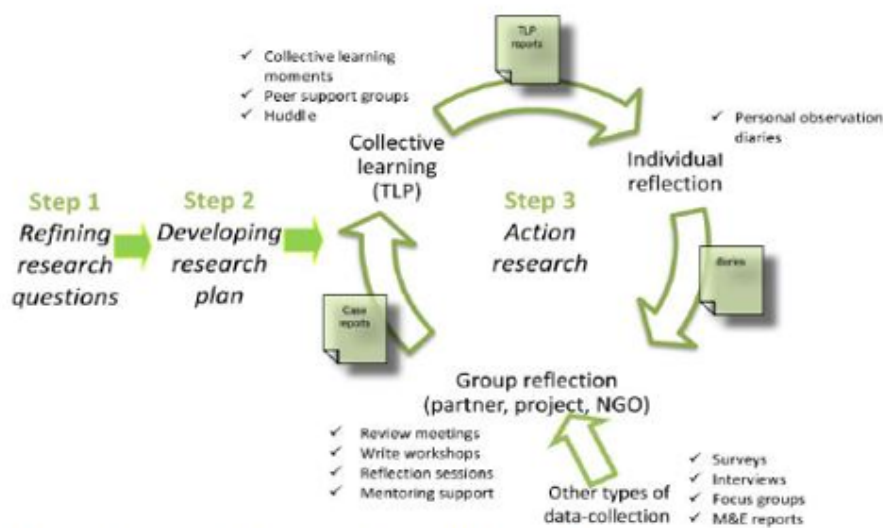 TLP
reports
✓ Collective learning
moments
✓ Peer support groups
✓ Huddle
Collective
learning
(TLP)
✓ Personal observation
diaries
Individual
reflection
Step 1
Refining
research
questions
Step 2
Developing
research
plan
Step 3
Action
research
diaries
Case
reports
Group reflection
(partner, project, NGO)
✓ Review meetings
✓ Write workshops
✓ Reflection sessions
✓ Mentoring support
Other types of
data-collection
✓ Surveys
✓ Interviews
✓ Focus groups
✓ M&E reports